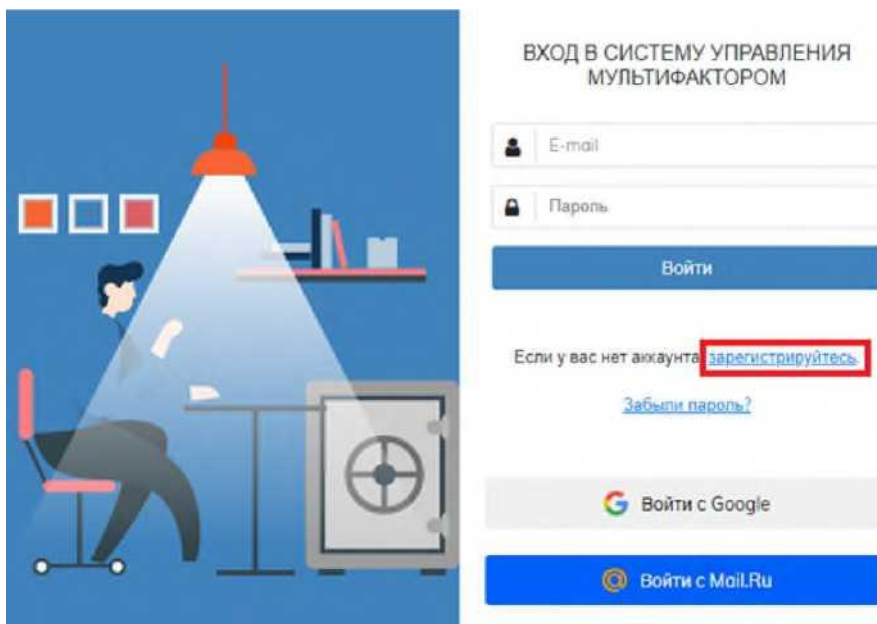 ВХОД В СИСТЕМУ УПРАВЛЕНИЯ
МУЛЬТИФАКТОРОМ
E-mail
Пароль
Войти
Если у вас нет аккаунта зарегистрируйтесь.
Забыли пароль?
Войти с Google
Войти с Mail.Ru